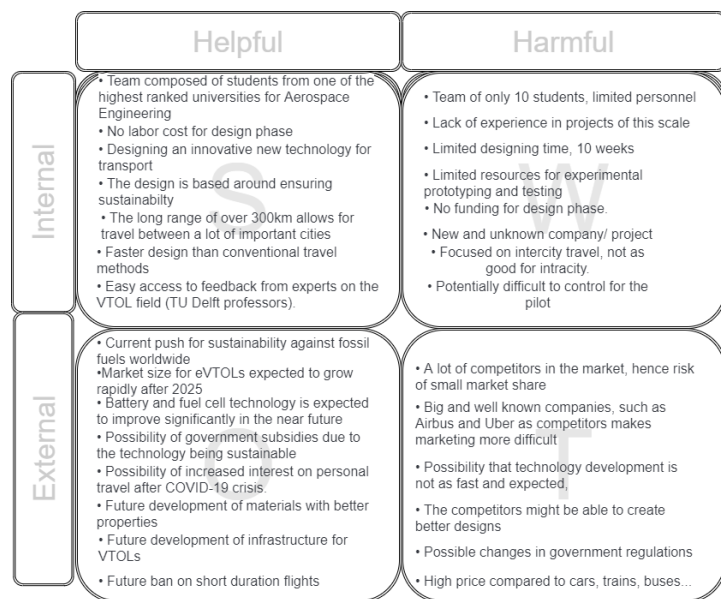 Helpful
Harmful
Internal
S
• Team composed of students from one of the
highest ranked universities for Aerospace
Engineering
• No labor cost for design phase
• Designing an innovative new technology for
transport
• The design is based around ensuring
sustainabilty
• The long range of over 300km allows for
travel between a lot of important cities
• Faster design than conventional travel
methods
• Easy access to feedback from experts on the
VTOL field (TU Delft professors).
W
• Team of only 10 students, limited personnel
• Lack of experience in projects of this scale
• Limited designing time, 10 weeks
• Limited resources for experimental
prototyping and testing
• No funding for design phase.
• New and unknown company/ project
• Focused on intercity travel, not as
good for intracity.
• Potentially difficult to control for the
pilot
External
O
• Current push for sustainability against fossil
fuels worldwide
•Market size for eVTOLs expected to grow
rapidly after 2025
• Battery and fuel cell technology is expected
to improve significantly in the near future
• Possibility of government subsidies due to
the technology being sustainable
• Possibility of increased interest on personal
travel after COVID-19 crisis.
• Future development of materials with better
properties
• Future development of infrastructure for
VTOLs
• Future ban on short duration flights
T
• A lot of competitors in the market, hence risk
of small market share
• Big and well known companies, such as
Airbus and Uber as competitors makes
marketing more difficult
• Possibility that technology development is
not as fast and expected,
• The competitors might be able to create
better designs
• Possible changes in government regulations
• High price compared to cars, trains, buses...